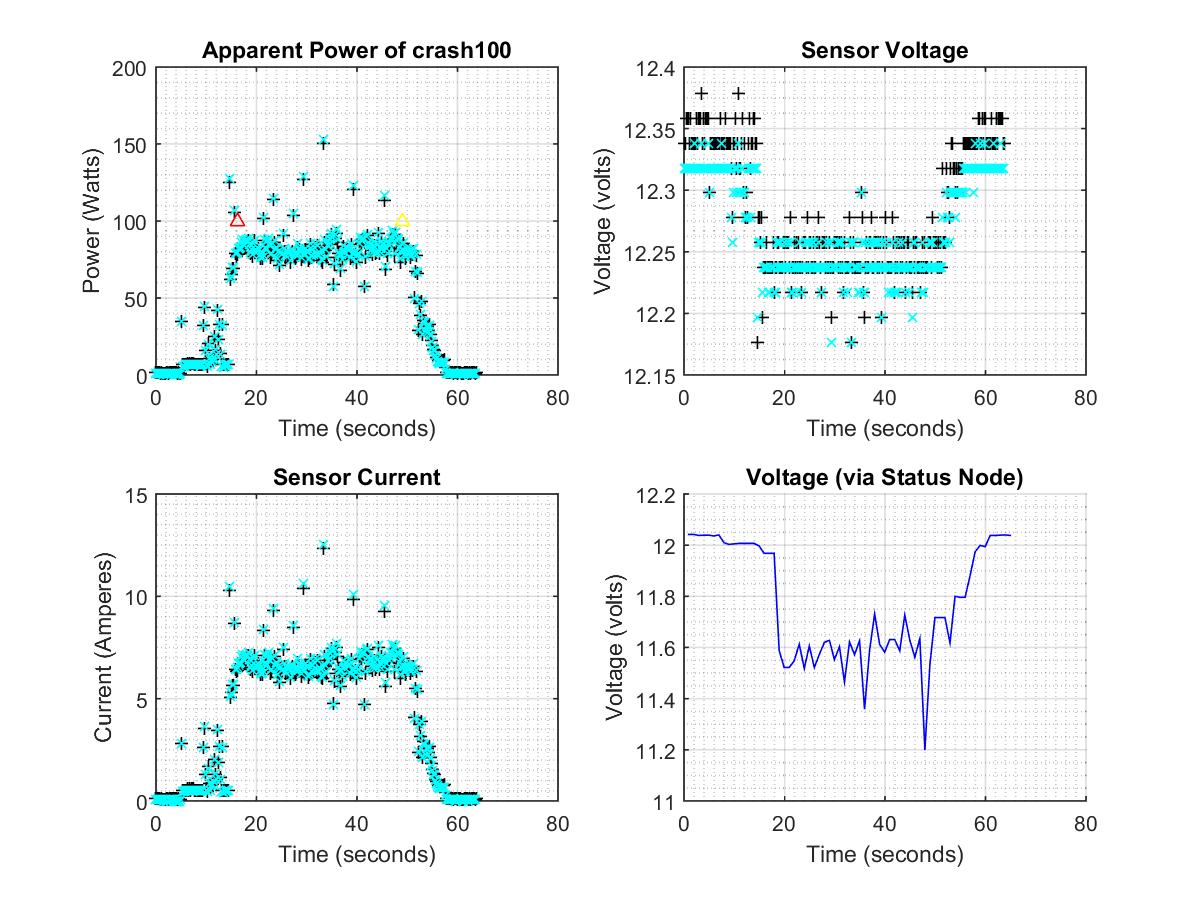 Apparent Power of crash100
200
150
100
50
0
Power (Watts)
0 20 40 60 80
Time (seconds)
Sensor Voltage
12.4
12.35
12.3
12.25
12.2
12.15
Voltage (volts)
0 20 40 60 80
Time (seconds)
Sensor Current
15
10
5
0
Current (Amperes)
0 20 40 60 80
Time (seconds)
Voltage (via Status Node)
12.2
12
11.8
11.6
11.4
11.2
11
Voltage (volts)
0 20 40 60 80
Time (seconds)